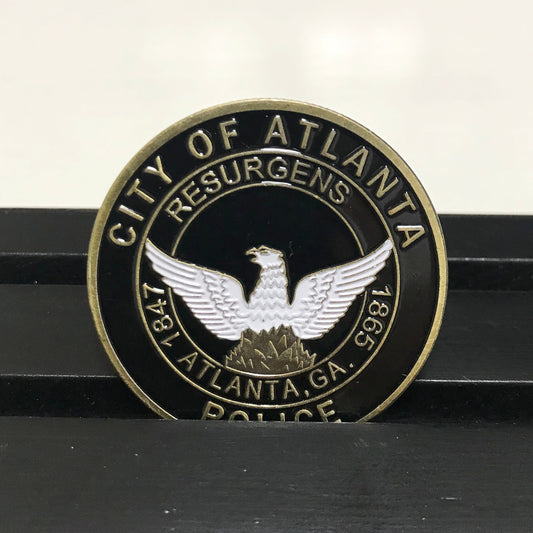 CITY OF ATLANTA
RESURGENS
1847
1865
ATLANTA, GA.
POLICE